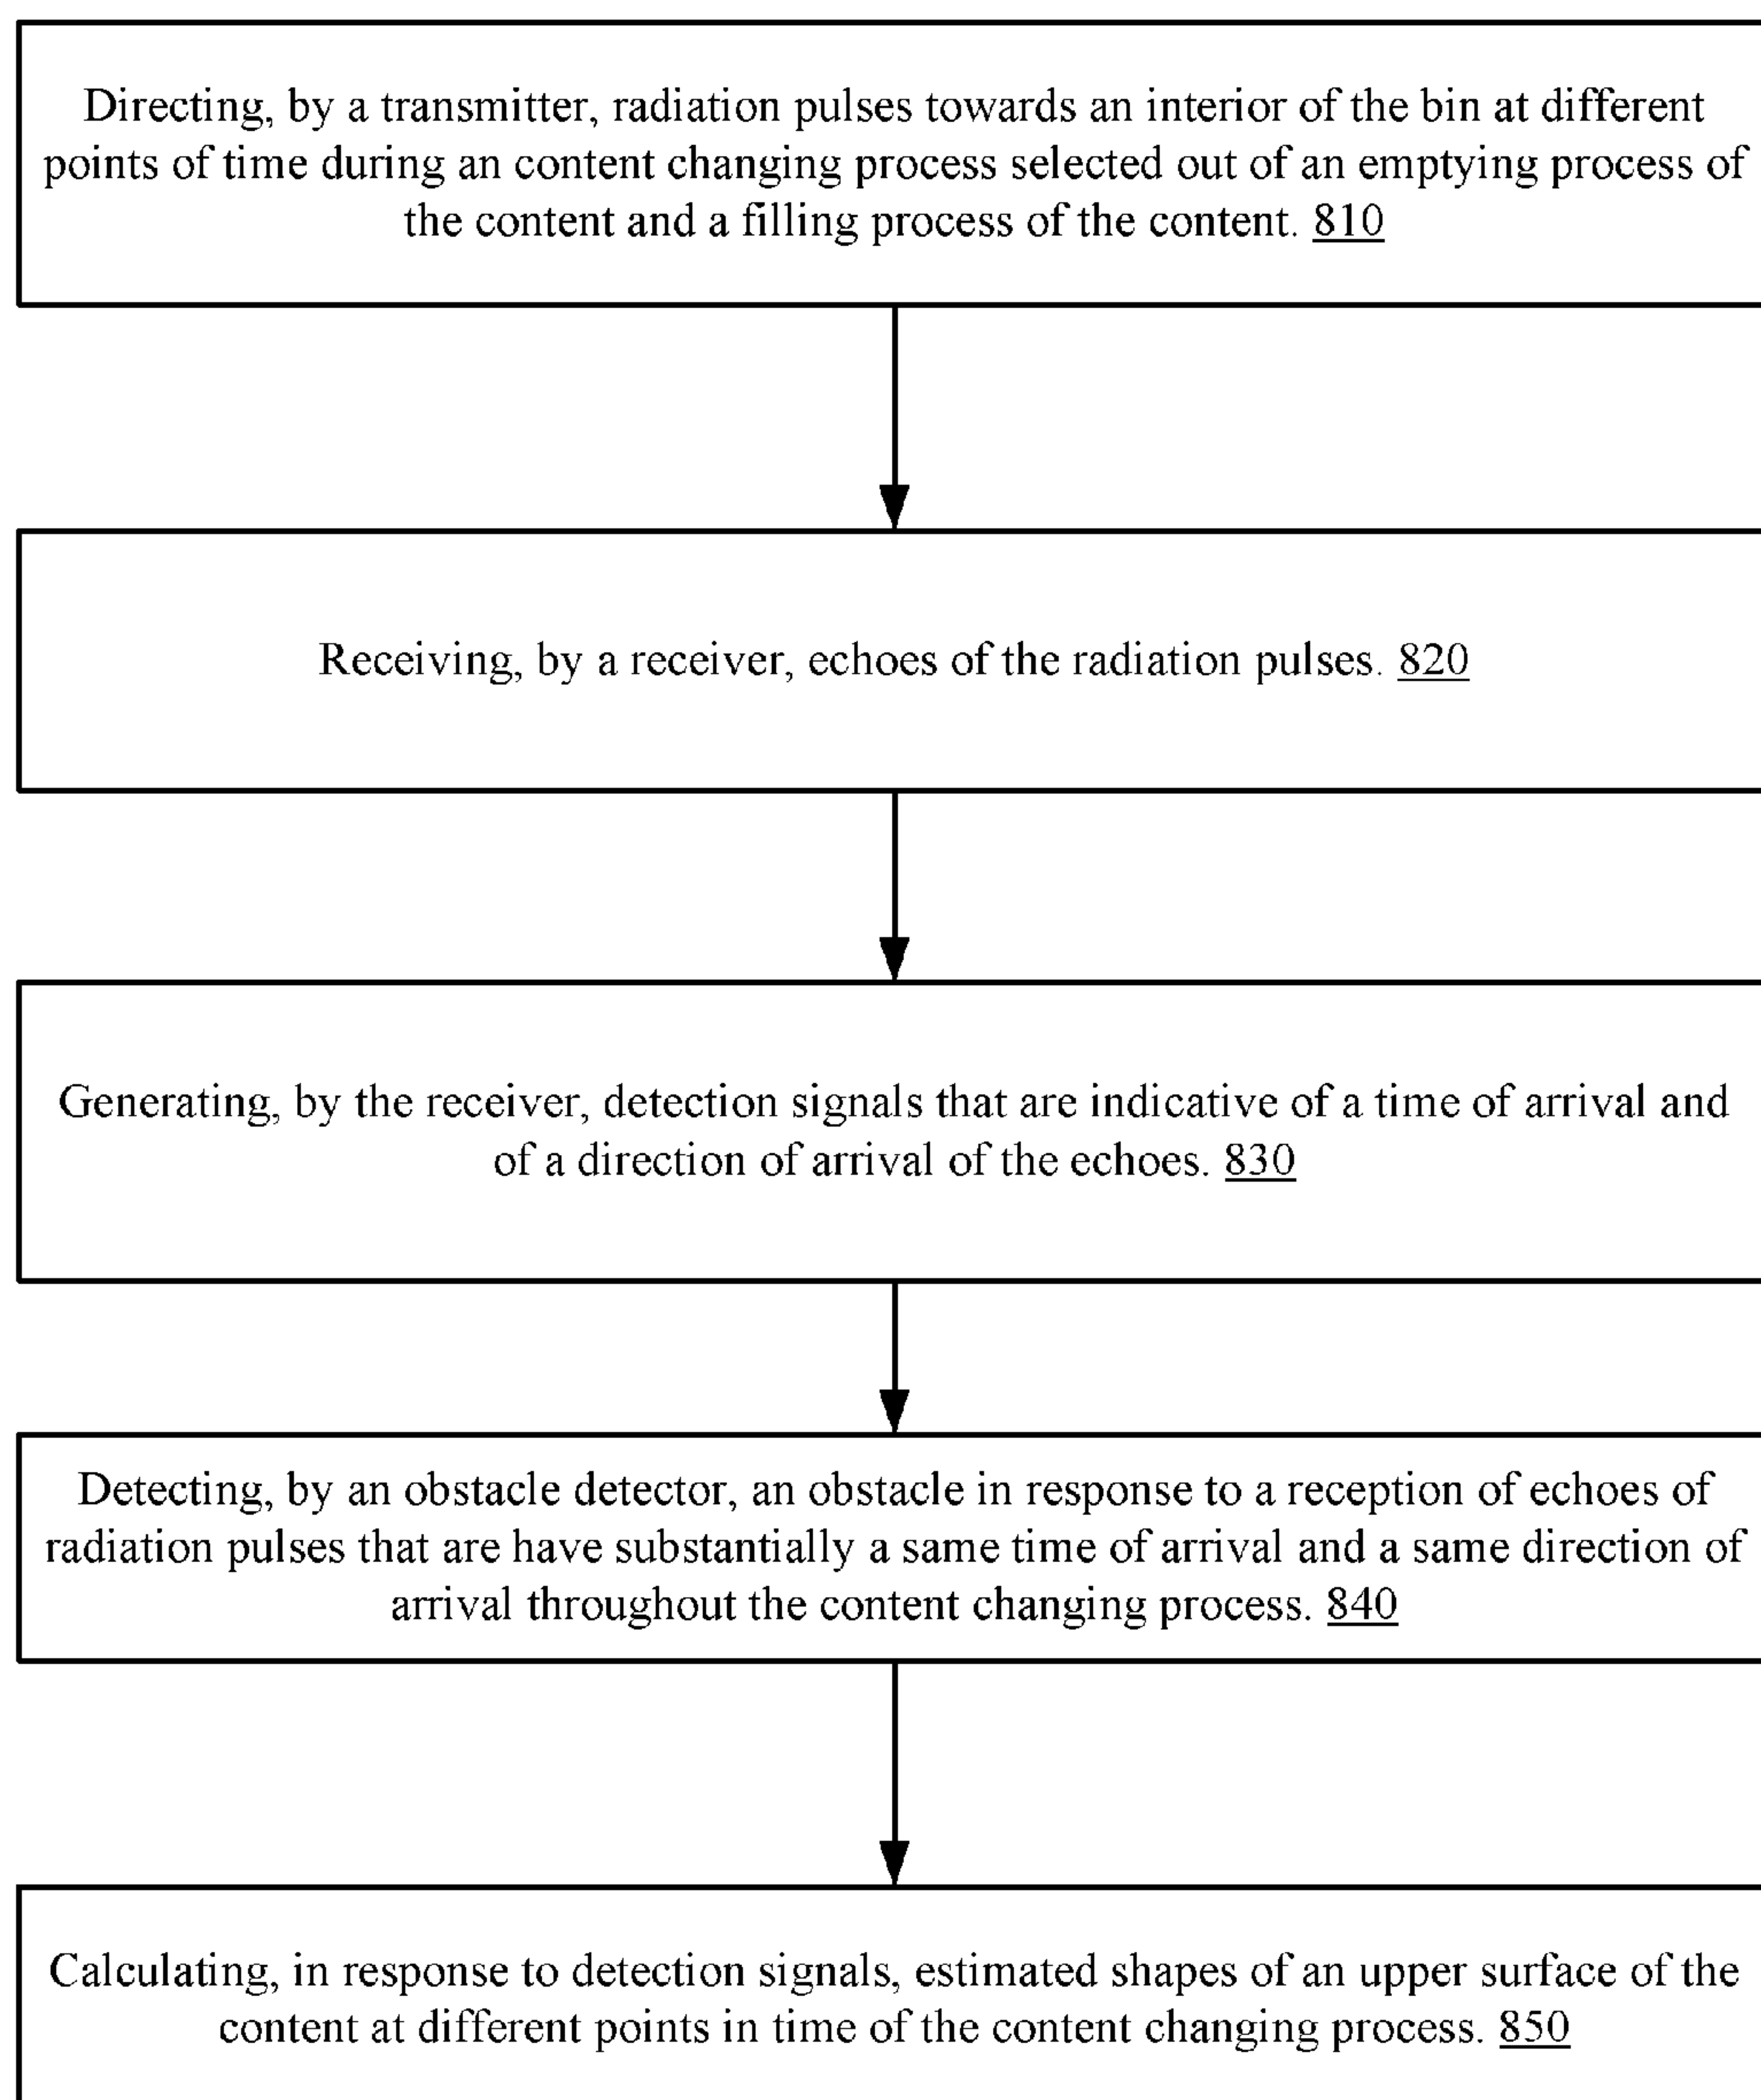 Directing, by a transmitter, radiation pulses towards an interior of the bin at different
points of time during an content changing process selected out of an emptying process of
the content and a filling process of the content. 810
Receiving, by a receiver, echoes of the radiation pulses. 820
Generating, by the receiver, detection signals that are indicative of a time of arrival and
of a direction of arrival of the echoes. 830
Detecting, by an obstacle detector, an obstacle in response to a reception of echoes of
radiation pulses that are have substantially a same time of arrival and a same direction of
arrival throughout the content changing process. 840
Calculating, in response to detection signals, estimated shapes of an upper surface of the
content at different points in time of the content changing process. 850